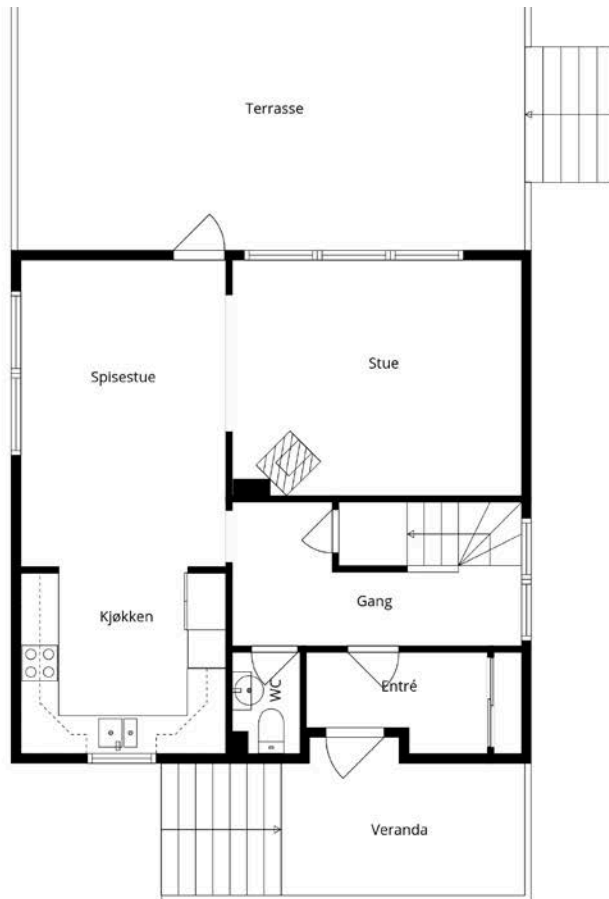 Terrasse
Spisestue
Stue
Kjøkken
Gang
WC
Entré
Veranda